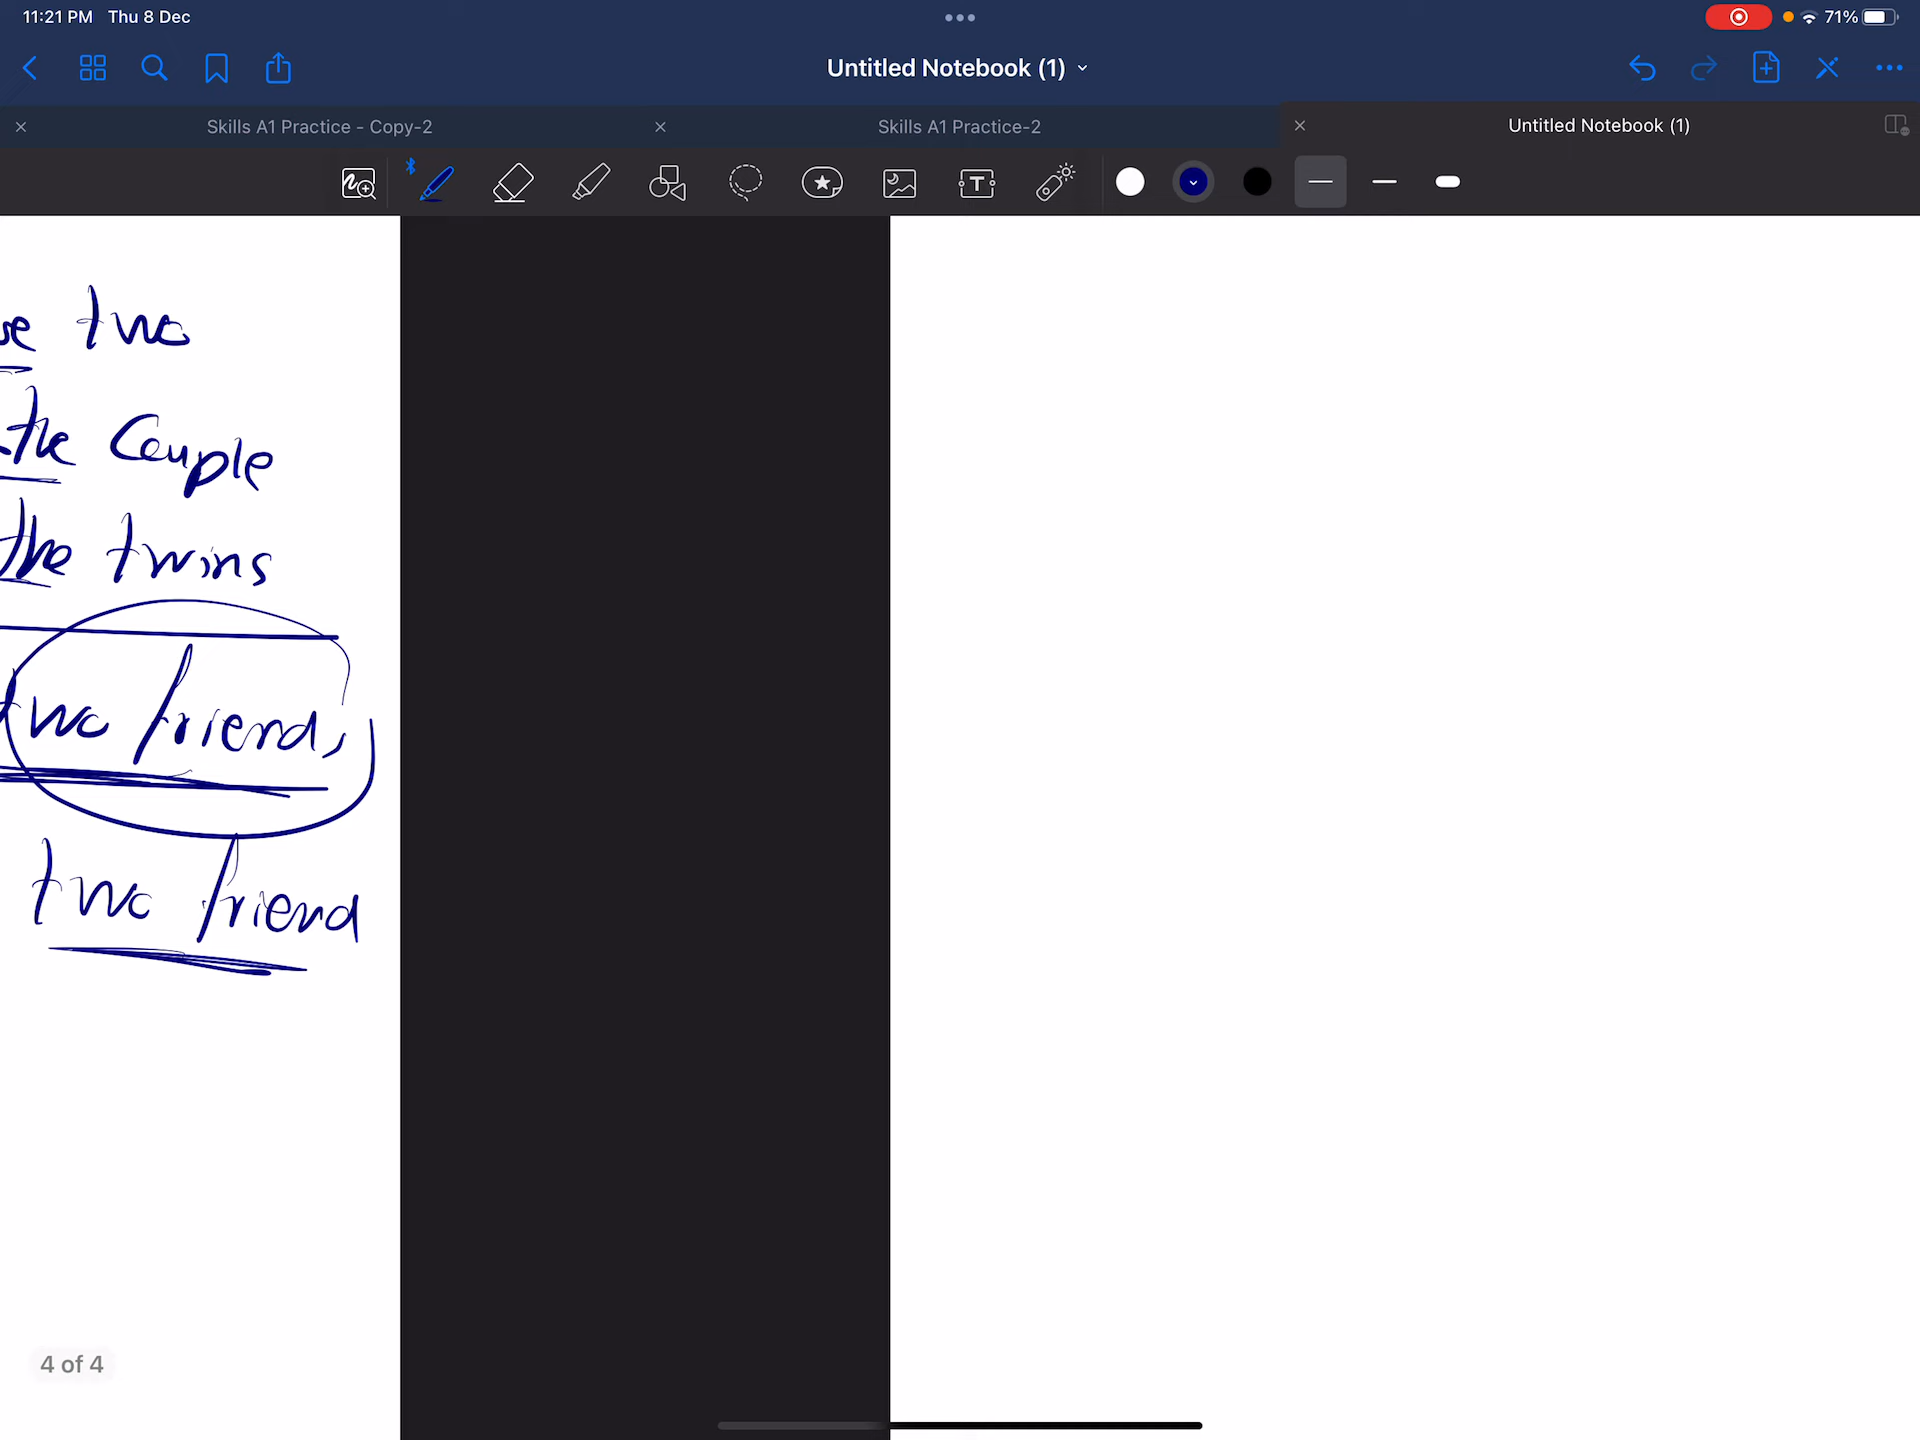 11:21 PM Thu 8 Dec
71%
Untitled Notebook (1)
Skills A1 Practice - Copy-2
Skills A1 Practice-2
Untitled Notebook (1)
T
two
the Couple
the twins
two friends
two friend
4 of 4